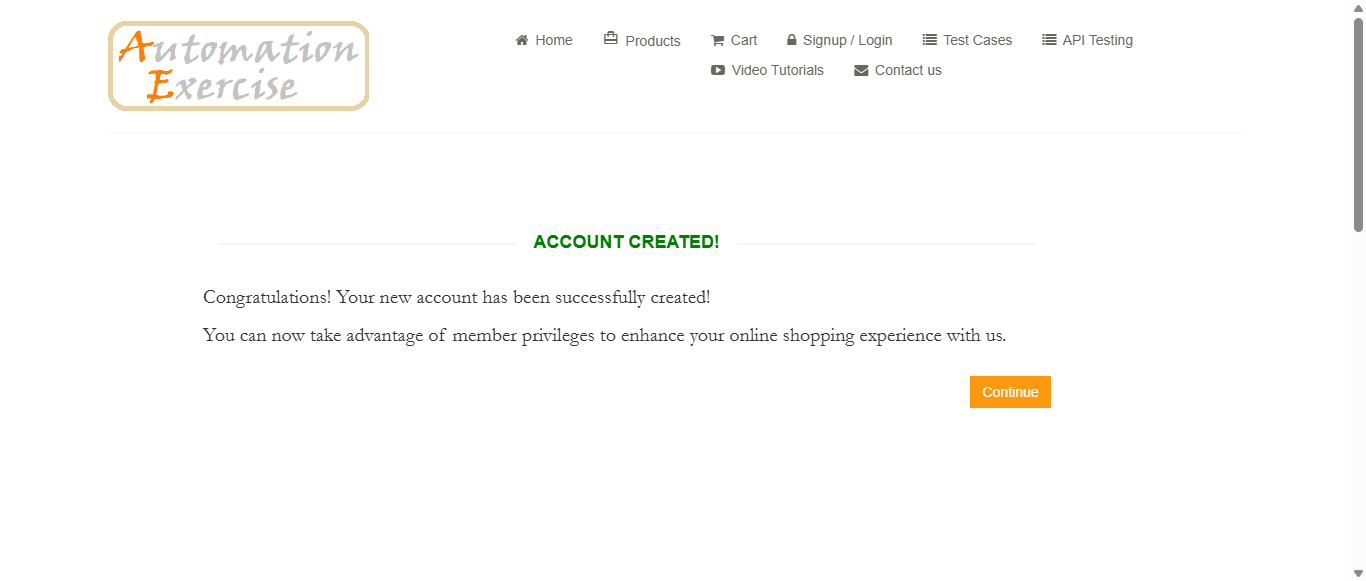 Automation
Exercise
Home Products Cart Signup / Login Test Cases API Testing
Video Tutorials Contact us
ACCOUNT CREATED!
Congratulations! Your new account has been successfully created!
You can now take advantage of member privileges to enhance your online shopping experience with us.
Continue